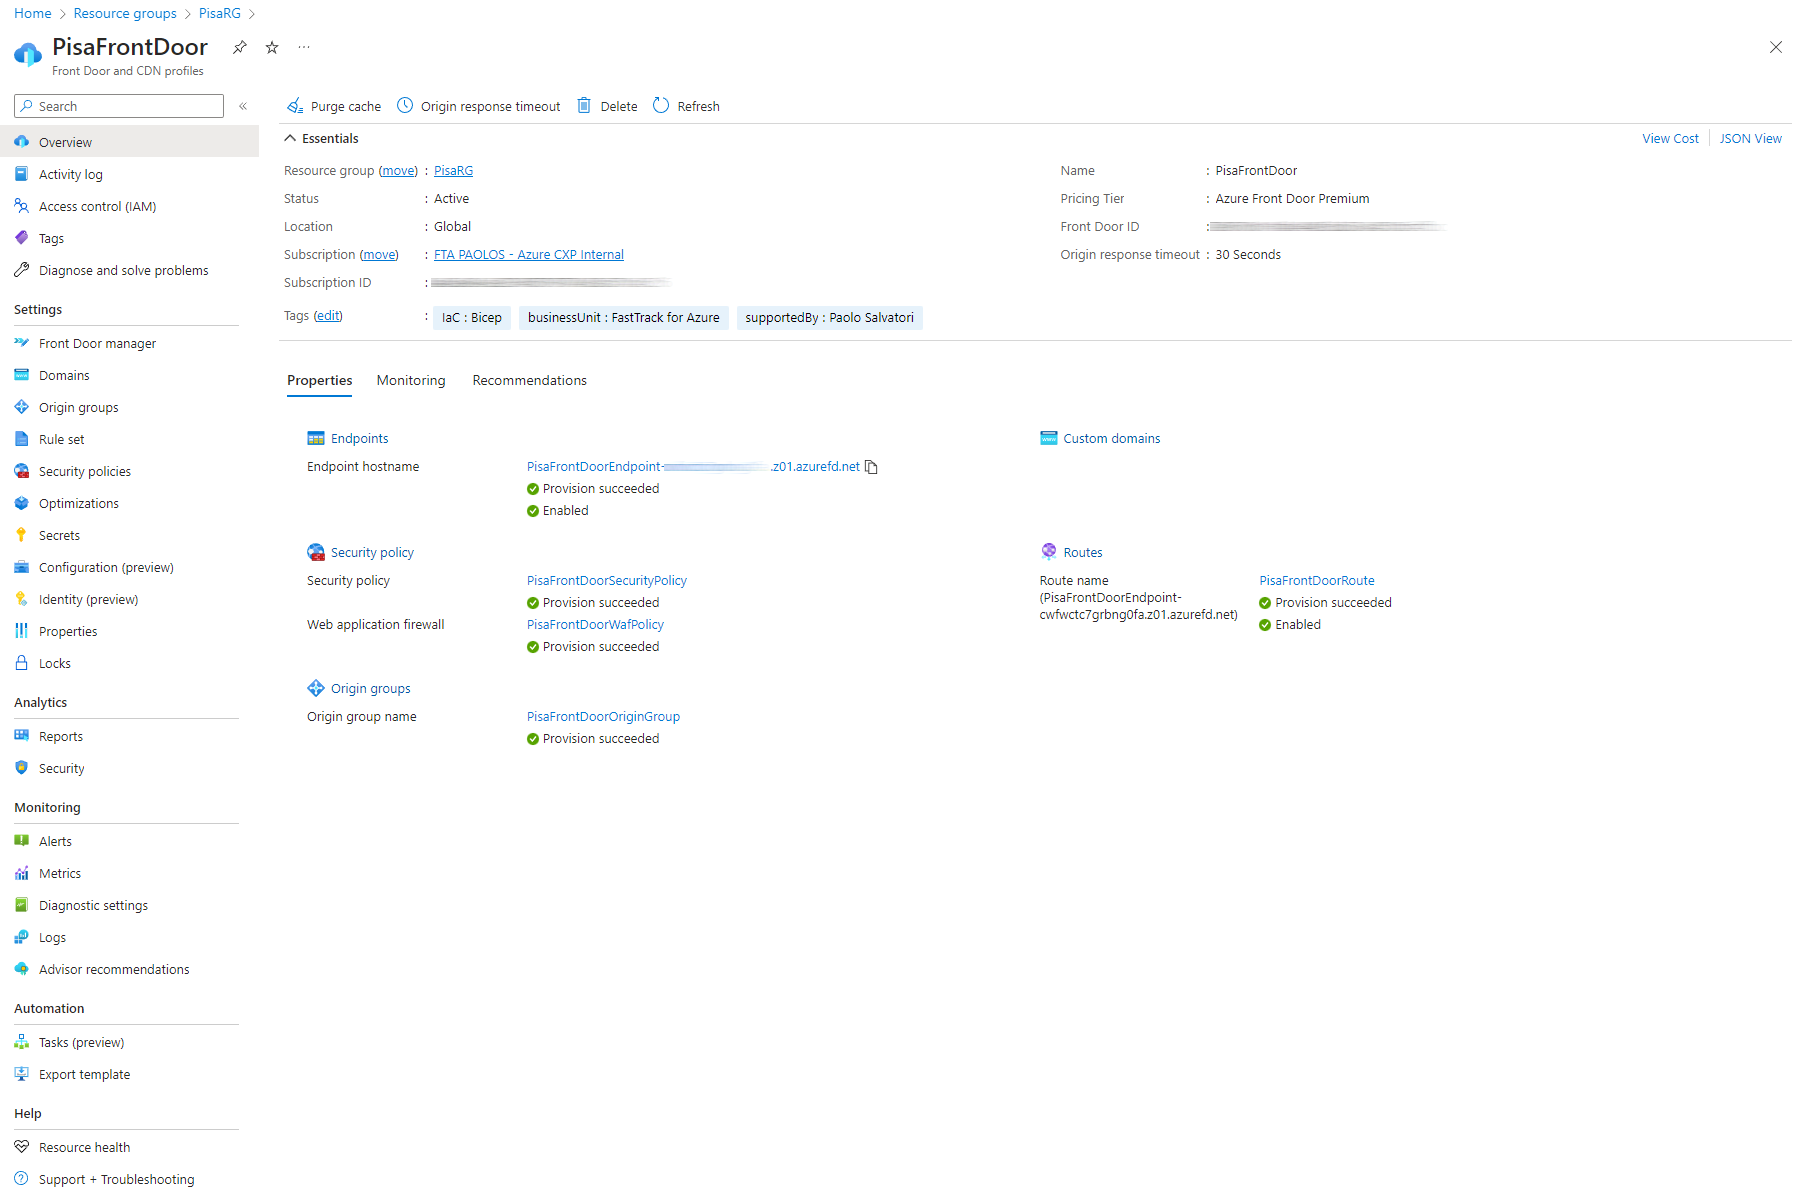 Home > Resource groups > PisaRG >
PisaFrontDoor
Front Door and CDN profiles
Search
Purge cache
Origin response timeout
Delete
Refresh
Overview
Activity log
Access control (IAM)
Tags
Diagnose and solve problems
Settings
Front Door manager
Domains
Origin groups
Rule set
Security policies
Optimizations
Secrets
Configuration (preview)
Identity (preview)
Properties
Locks
Analytics
Reports
Security
Monitoring
Alerts
Metrics
Diagnostic settings
Logs
Advisor recommendations
Automation
Tasks (preview)
Export template
Help
Resource health
Support + Troubleshooting
Essentials
View Cost
JSON View
Resource group (move) : PisaRG
Status : Active
Location : Global
Subscription (move) : FTA PAOLOS - Azure CXP Internal
Subscription ID :
Tags (edit) : IaC : Bicep businessUnit : FastTrack for Azure supportedBy : Paolo Salvatori
Name : PisaFrontDoor
Pricing Tier : Azure Front Door Premium
Front Door ID :
Origin response timeout : 30 Seconds
Properties
Monitoring
Recommendations
Endpoints
Endpoint hostname PisaFrontDoorEndpoint- .z01.azurefd.net
Provision succeeded
Enabled
Custom domains
Security policy
Security policy PisaFrontDoorSecurityPolicy
Provision succeeded
Web application firewall PisaFrontDoorWafPolicy
Provision succeeded
Routes
Route name PisaFrontDoorRoute
(PisaFrontDoorEndpoint- Provision succeeded
cwfwctc7grbng0fa.z01.azurefd.net) Enabled
Origin groups
Origin group name PisaFrontDoorOriginGroup
Provision succeeded